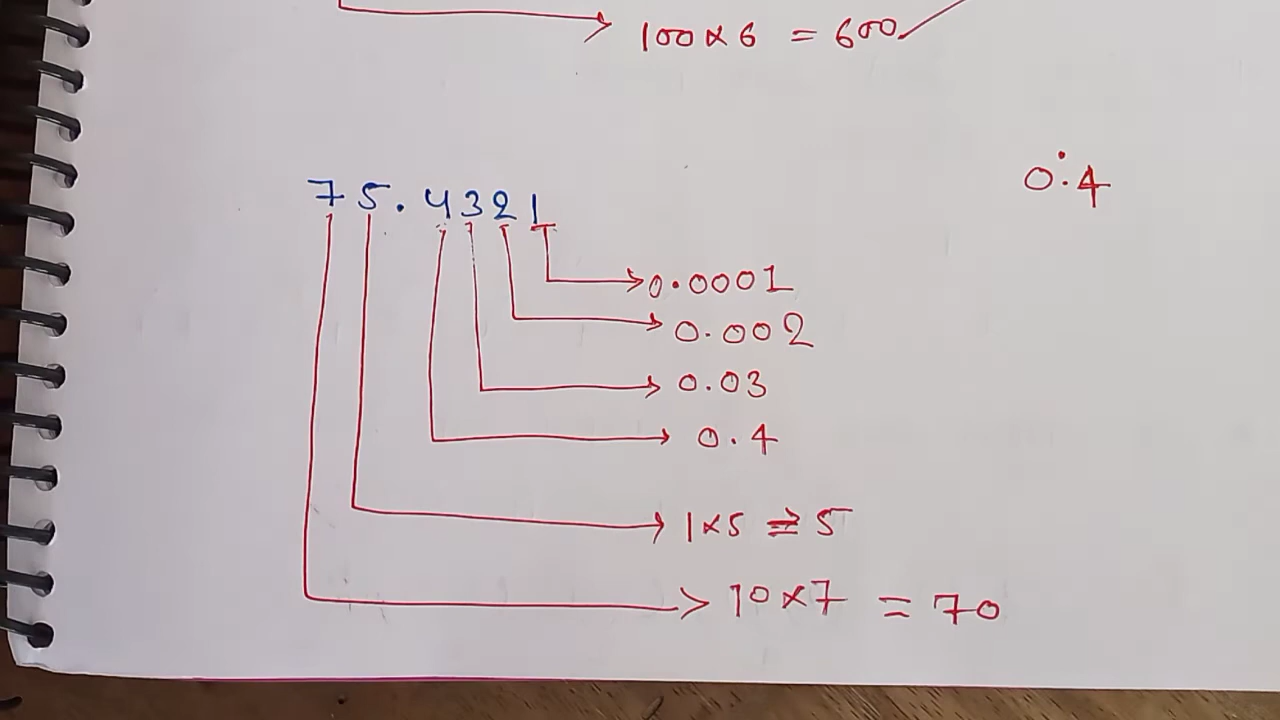 100 × 6 = 600
0.4
75.4321
0.0001
0.002
0.03
0.4
1×5 = 5
10×7 = 70